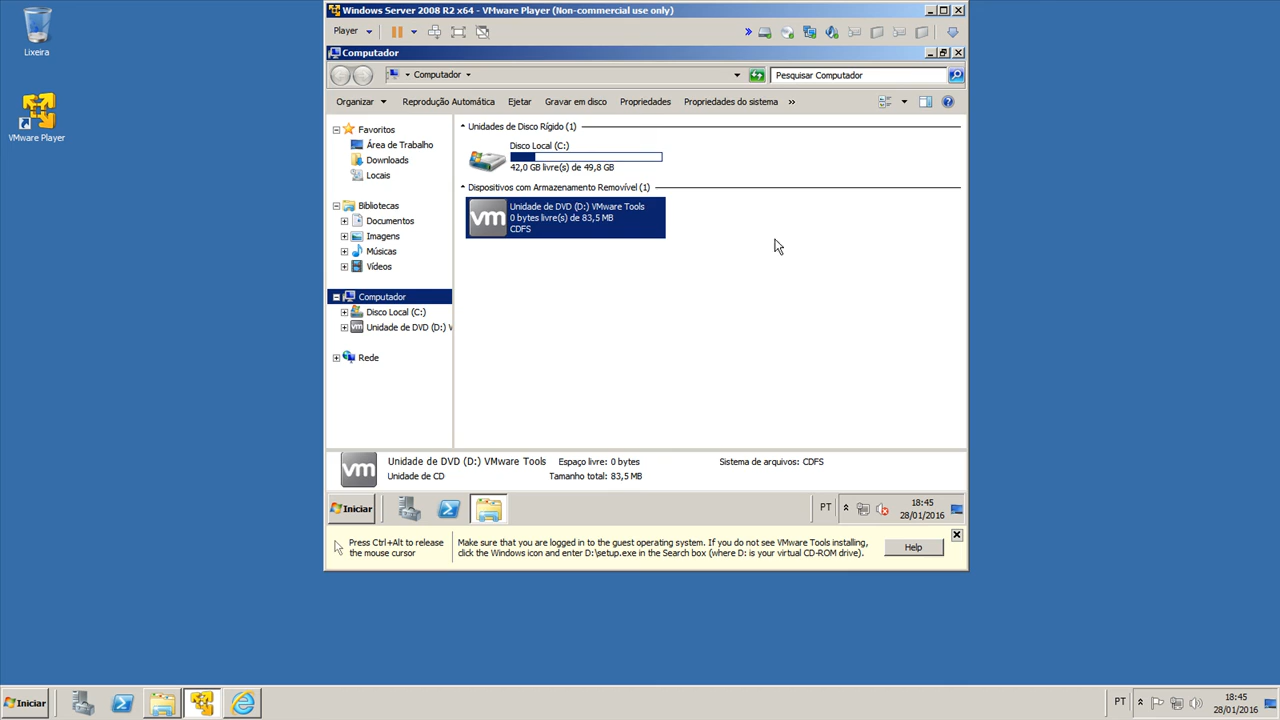 Lixeira
VMware Player
Windows Server 2008 R2 x64 - VMware Player (Non-commercial use only)
Player
Computador
Computador
Pesquisar Computador
Organizar
Reprodução Automática
Ejetar
Gravar em disco
Propriedades
Propriedades do sistema
»
Favoritos
Área de Trabalho
Downloads
Locais
Bibliotecas
Documentos
Imagens
Músicas
Vídeos
Computador
Disco Local (C:)
Unidade de DVD (D:) V
Rede
Unidades de Disco Rígido (1)
Disco Local (C:)
42,0 GB livre(s) de 49,8 GB
Dispositivos com Armazenamento Removível (1)
vm
Unidade de DVD (D:) VMware Tools
0 bytes livre(s) de 83,5 MB
CDFS
vm
Unidade de DVD (D:) VMware Tools
Espaço livre: 0 bytes
Sistema de arquivos: CDFS
Unidade de CD
Tamanho total: 83,5 MB
Iniciar
PT
18:45
28/01/2016
Press Ctrl+Alt to release
the mouse cursor
Make sure that you are logged in to the guest operating system. If you do not see VMware Tools installing,
click the Windows icon and enter D:\setup.exe in the Search box (where D: is your virtual CD-ROM drive).
Help
Iniciar
PT
18:45
28/01/2016